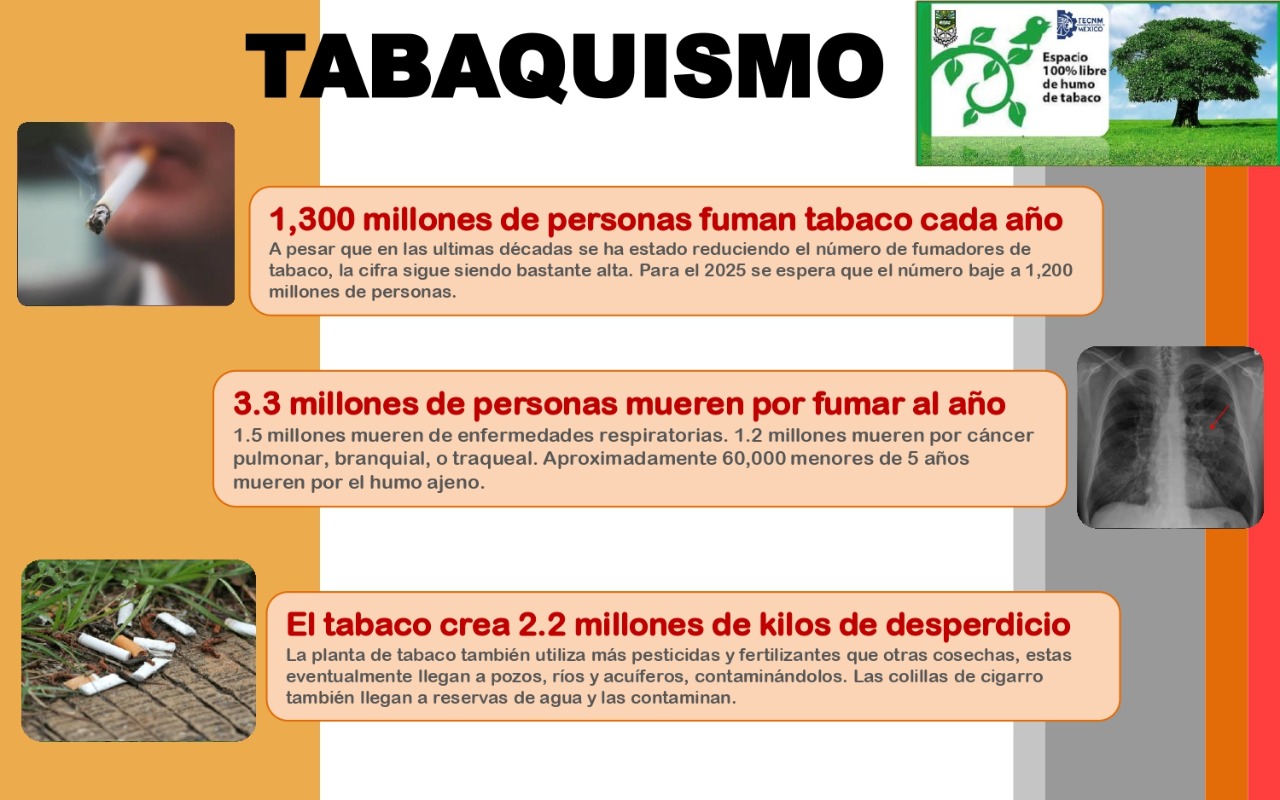 TABAQUISMO
TECNM
MÉXICO
Espacio
100% libre
de humo
de tabaco
1,300 millones de personas fuman tabaco cada año
A pesar que en las ultimas décadas se ha estado reduciendo el número de fumadores de
tabaco, la cifra sigue siendo bastante alta. Para el 2025 se espera que el número baje a 1,200
millones de personas.
3.3 millones de personas mueren por fumar al año
1.5 millones mueren de enfermedades respiratorias. 1.2 millones mueren por cáncer
pulmonar, branquial, o traqueal. Aproximadamente 60,000 menores de 5 años
mueren por el humo ajeno.
El tabaco crea 2.2 millones de kilos de desperdicio
La planta de tabaco también utiliza más pesticidas y fertilizantes que otras cosechas, estas
eventualmente llegan a pozos, ríos y acuíferos, contaminándolos. Las colillas de cigarro
también llegan a reservas de agua y las contaminan.